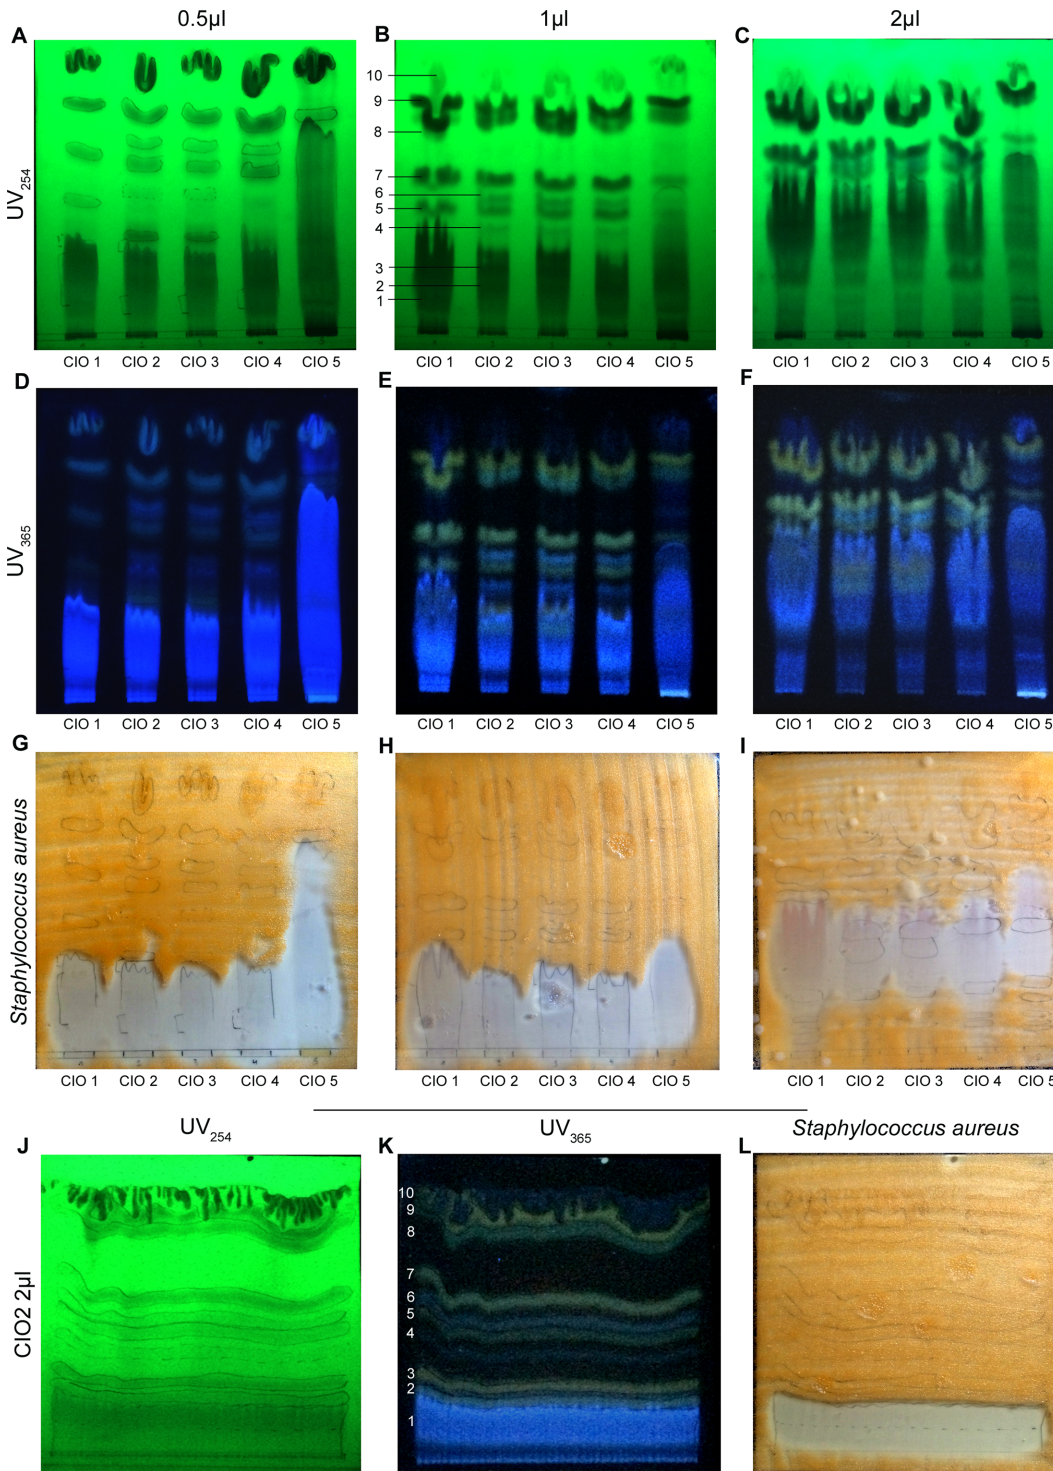 0.5µl 1µl 2µl
A B C
UV254
10
9
8
7
6
5
4
3
2
1
CIO 1 CIO 2 CIO 3 CIO 4 CIO 5 CIO 1 CIO 2 CIO 3 CIO 4 CIO 5 CIO 1 CIO 2 CIO 3 CIO 4 CIO 5
D E F
UV365
CIO 1 CIO 2 CIO 3 CIO 4 CIO 5 CIO 1 CIO 2 CIO 3 CIO 4 CIO 5 CIO 1 CIO 2 CIO 3 CIO 4 CIO 5
G H I
Staphylococcus aureus
CIO 1 CIO 2 CIO 3 CIO 4 CIO 5 CIO 1 CIO 2 CIO 3 CIO 4 CIO 5 CIO 1 CIO 2 CIO 3 CIO 4 CIO 5
UV254 UV365 Staphylococcus aureus
J K L
CIO2 2µl
10
9
8
7
6
5
4
3
2
1